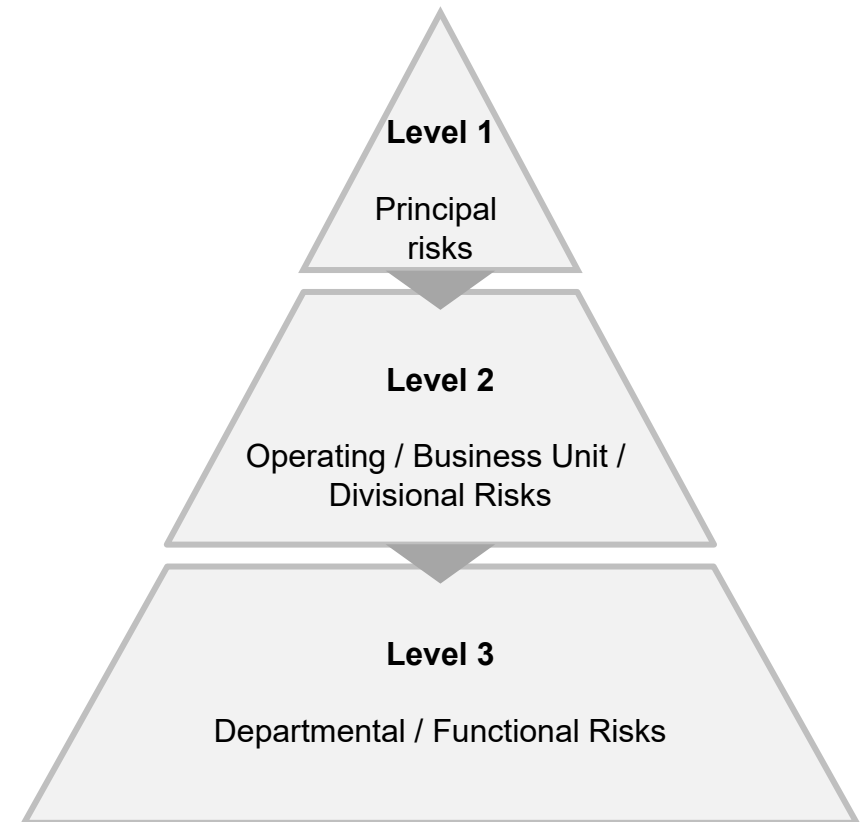 Level 1
Principal
risks
Level 2
Operating / Business Unit /
Divisional Risks
Level 3
Departmental / Functional Risks